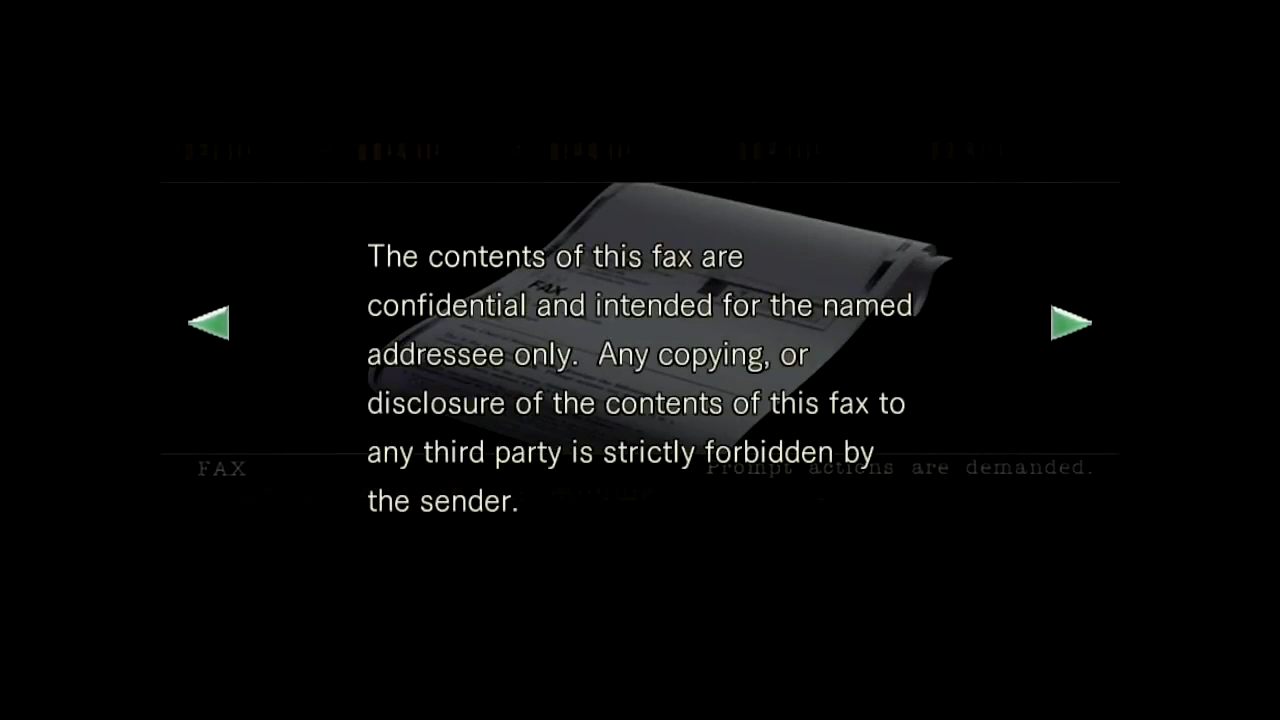 The contents of this fax are
confidential and intended for the named
addressee only.  Any copying, or
disclosure of the contents of this fax to
any third party is strictly forbidden by
the sender.
FAX
FAX
Prompt actions are demanded.